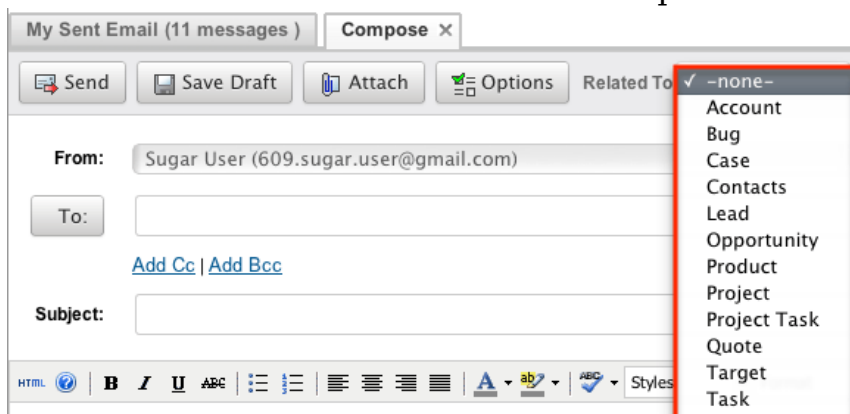 My Sent Email (11 messages ) Compose ×
Send Save Draft Attach Options Related To ✓ -none-
Account
Bug
Case
Contacts
Lead
Opportunity
Product
Project
Project Task
Quote
Target
Task
From: Sugar User (609.sugar.user@gmail.com)
To:
Add Cc | Add Bcc
Subject:
HTML B I U ABC A ab ABC Styles